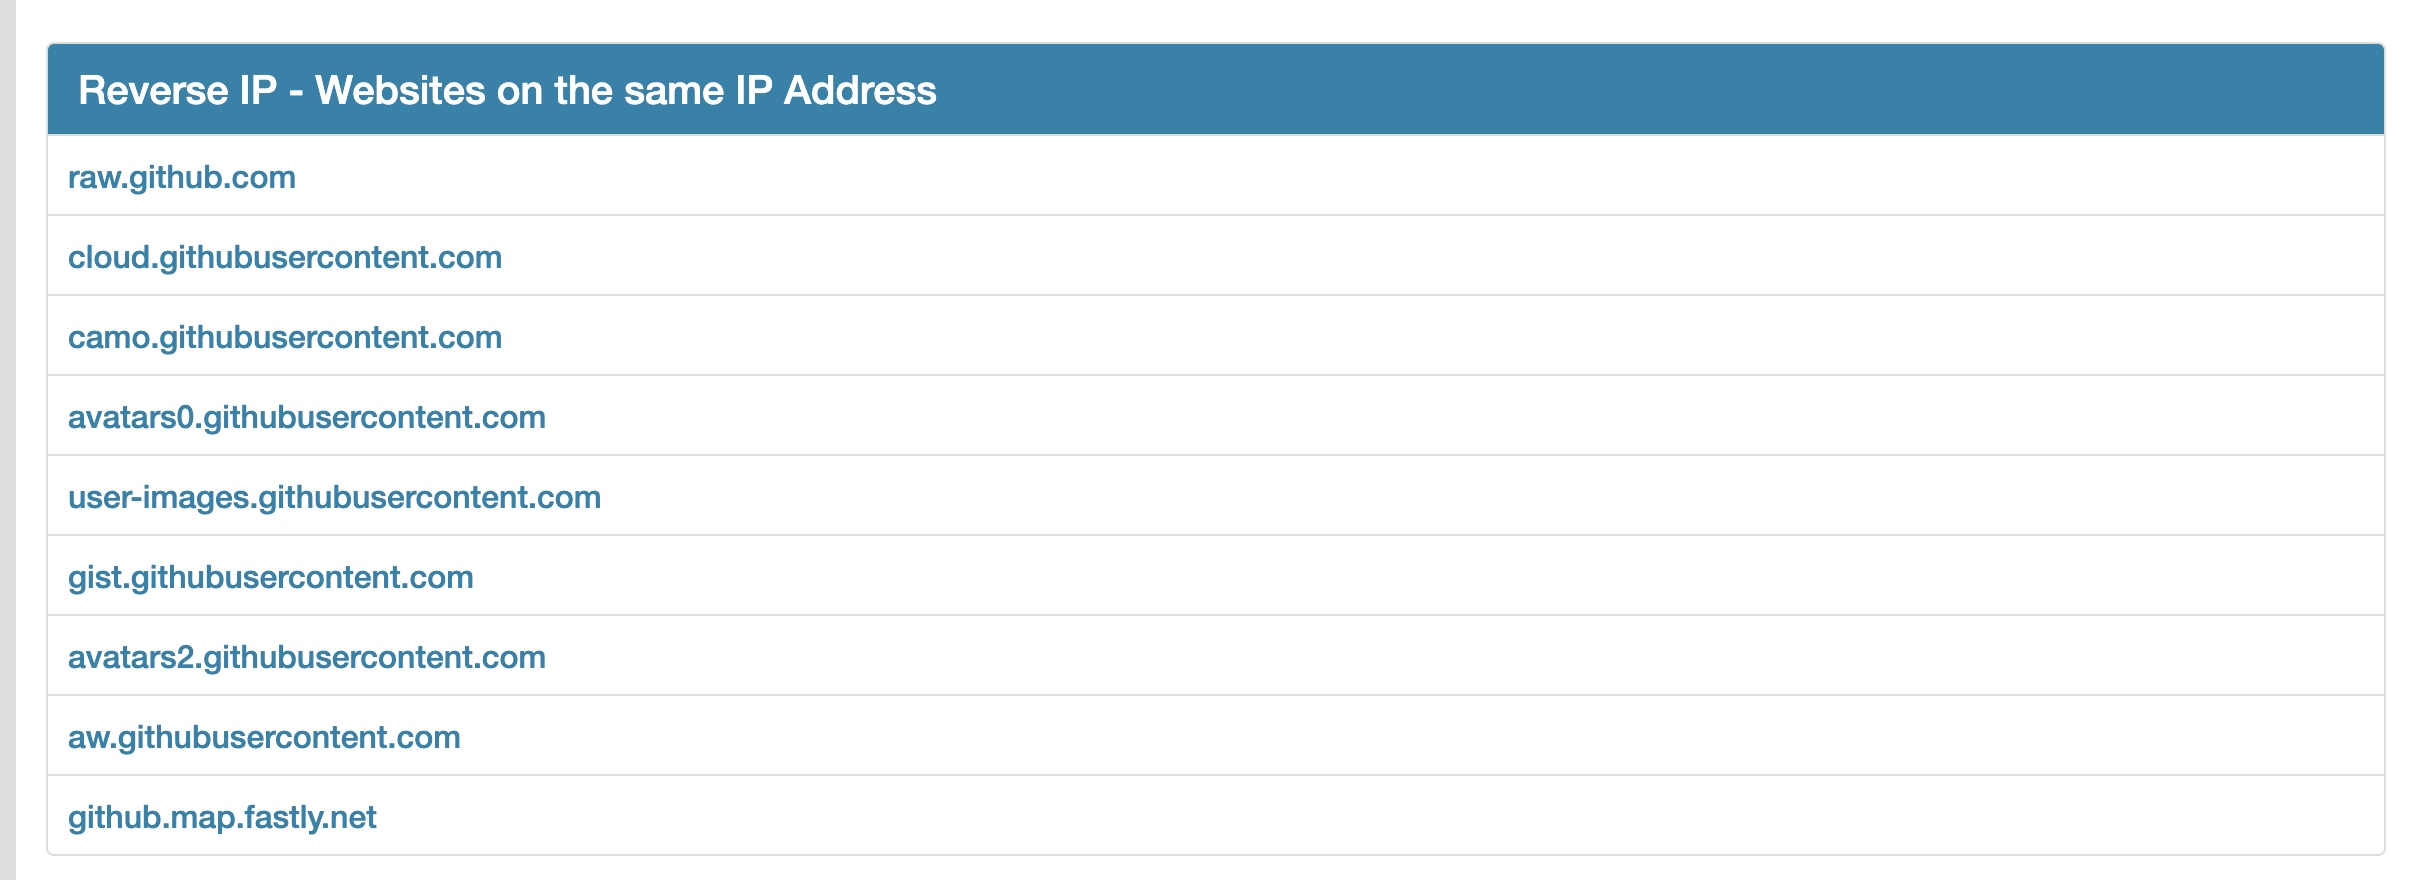 Reverse IP - Websites on the same IP Address
raw.github.com
cloud.githubusercontent.com
camo.githubusercontent.com
avatars0.githubusercontent.com
user-images.githubusercontent.com
gist.githubusercontent.com
avatars2.githubusercontent.com
aw.githubusercontent.com
github.map.fastly.net